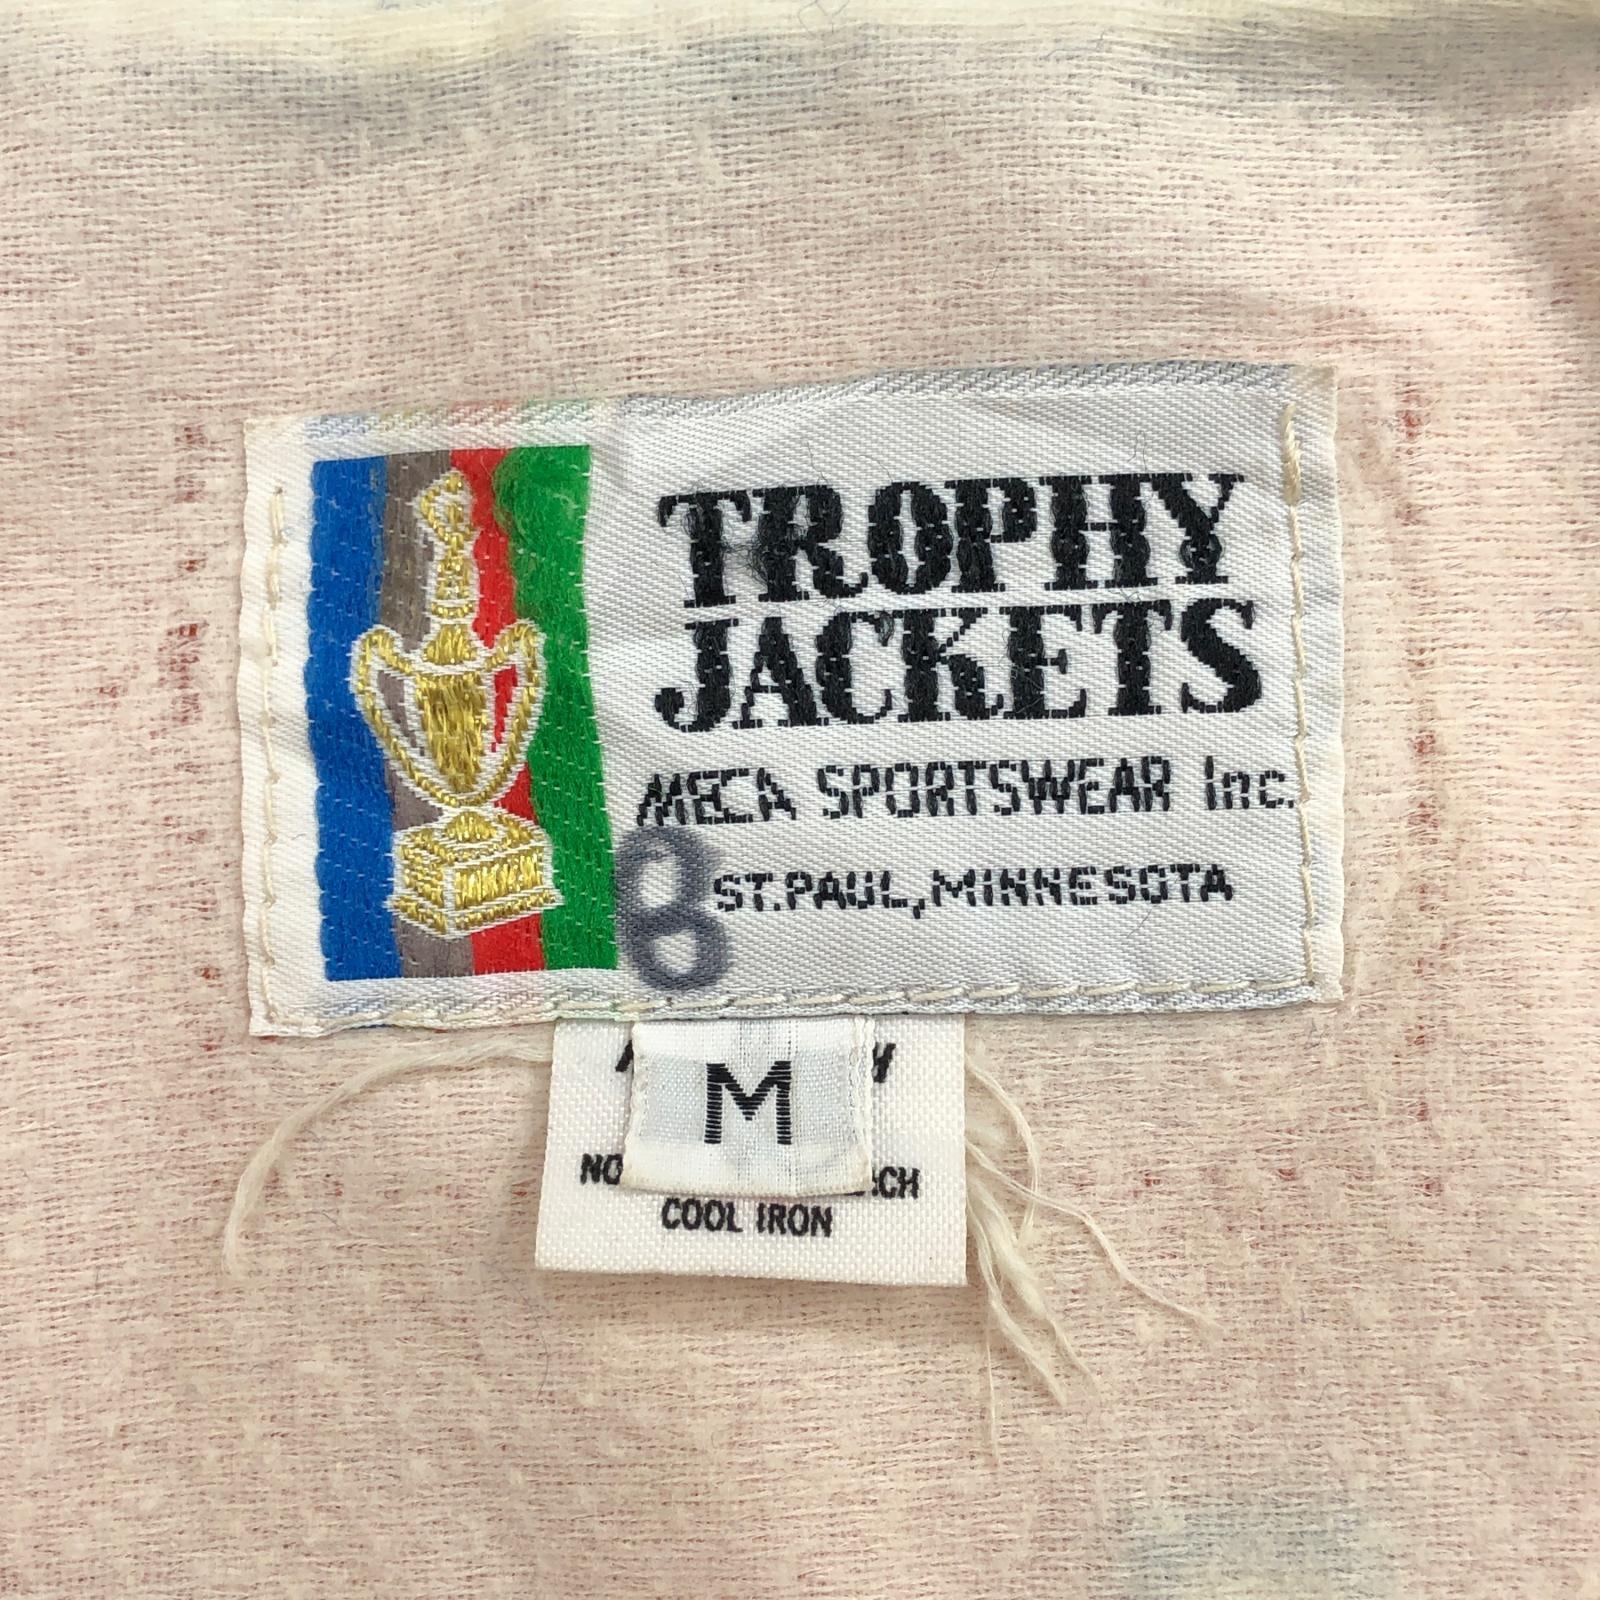 TROPHY
JACKETS
MECA SPORTSWEAR Inc.
8
ST.PAUL, MINNESOTA
M
COOL IRON